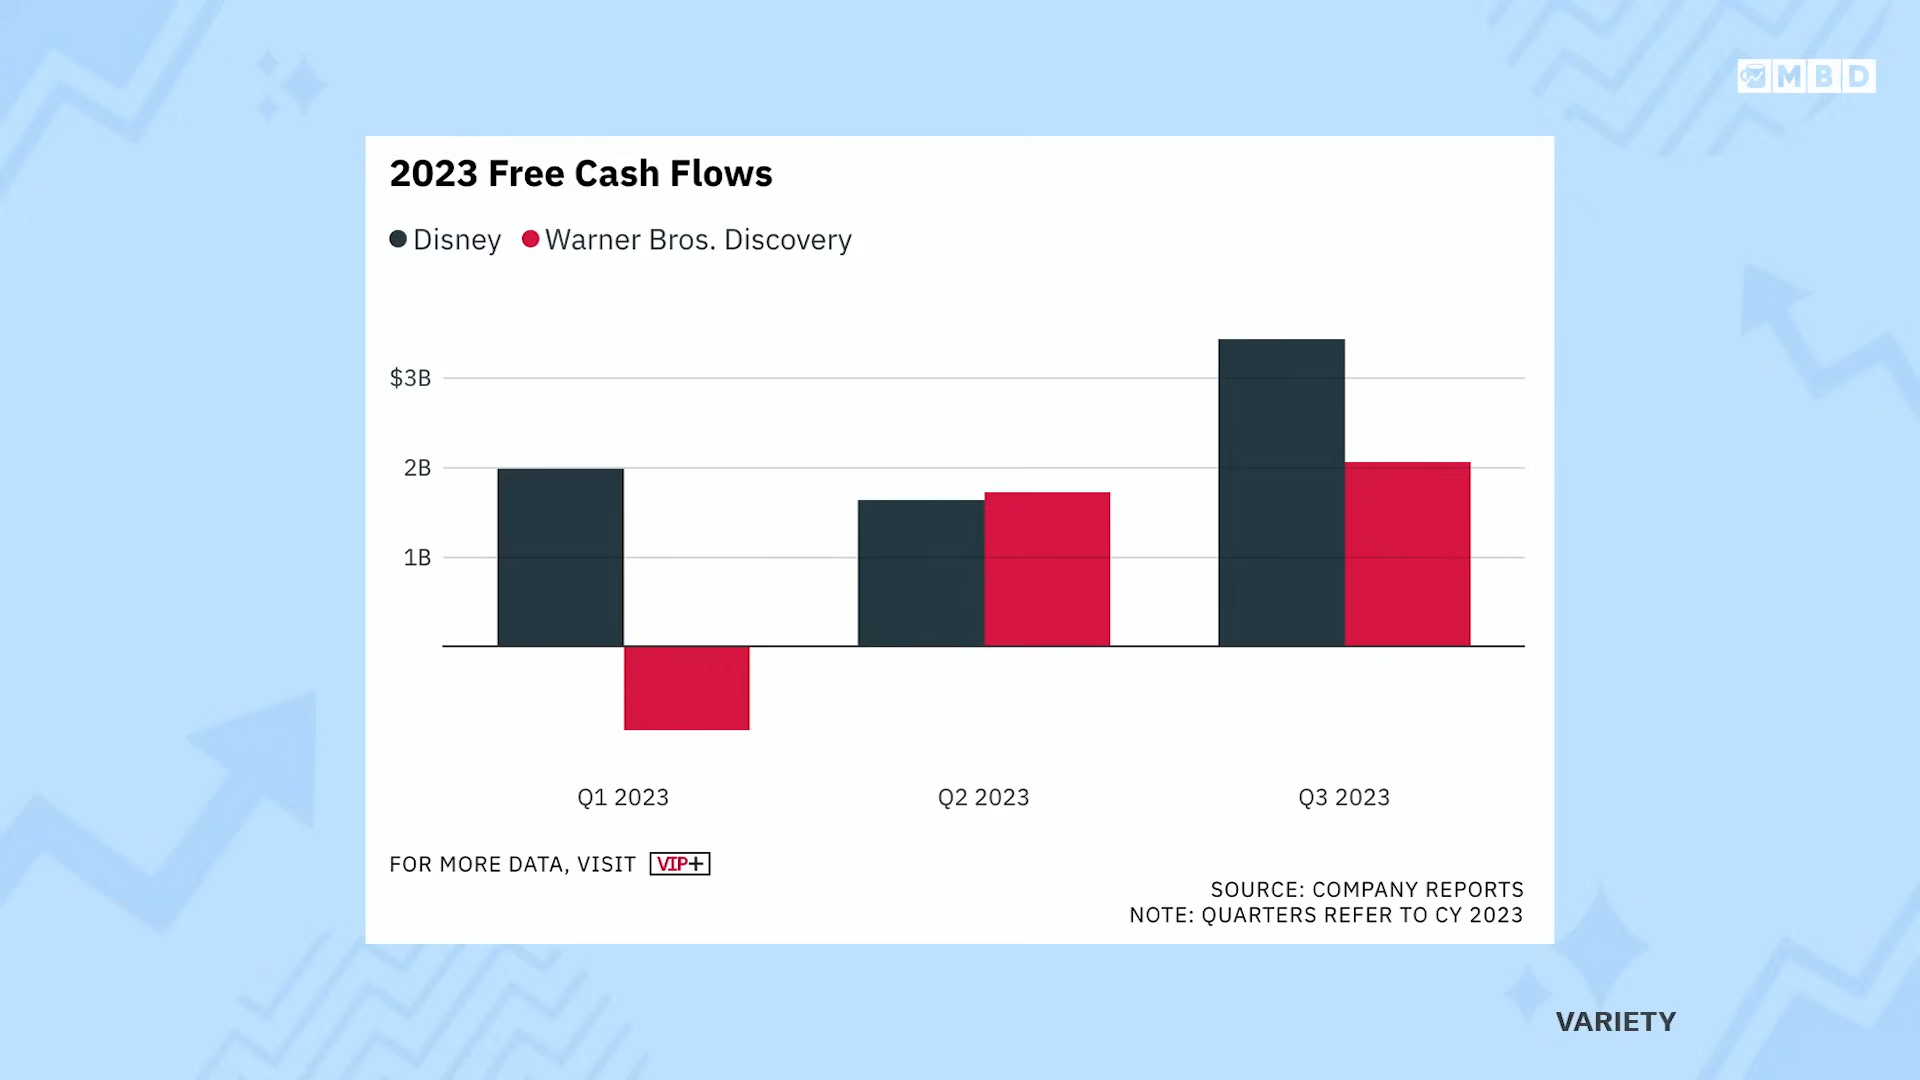 MBD
2023 Free Cash Flows
Disney Warner Bros. Discovery
$3B
2B
1B
Q1 2023 Q2 2023 Q3 2023
FOR MORE DATA, VISIT VIP+
SOURCE: COMPANY REPORTS
NOTE: QUARTERS REFER TO CY 2023
VARIETY